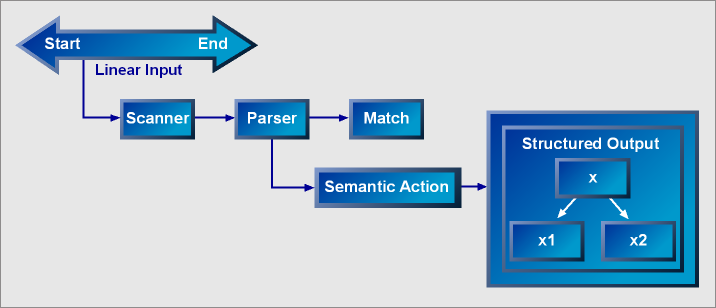 Start End
Linear Input
Scanner Parser Match
Semantic Action
Structured Output
x
x1 x2